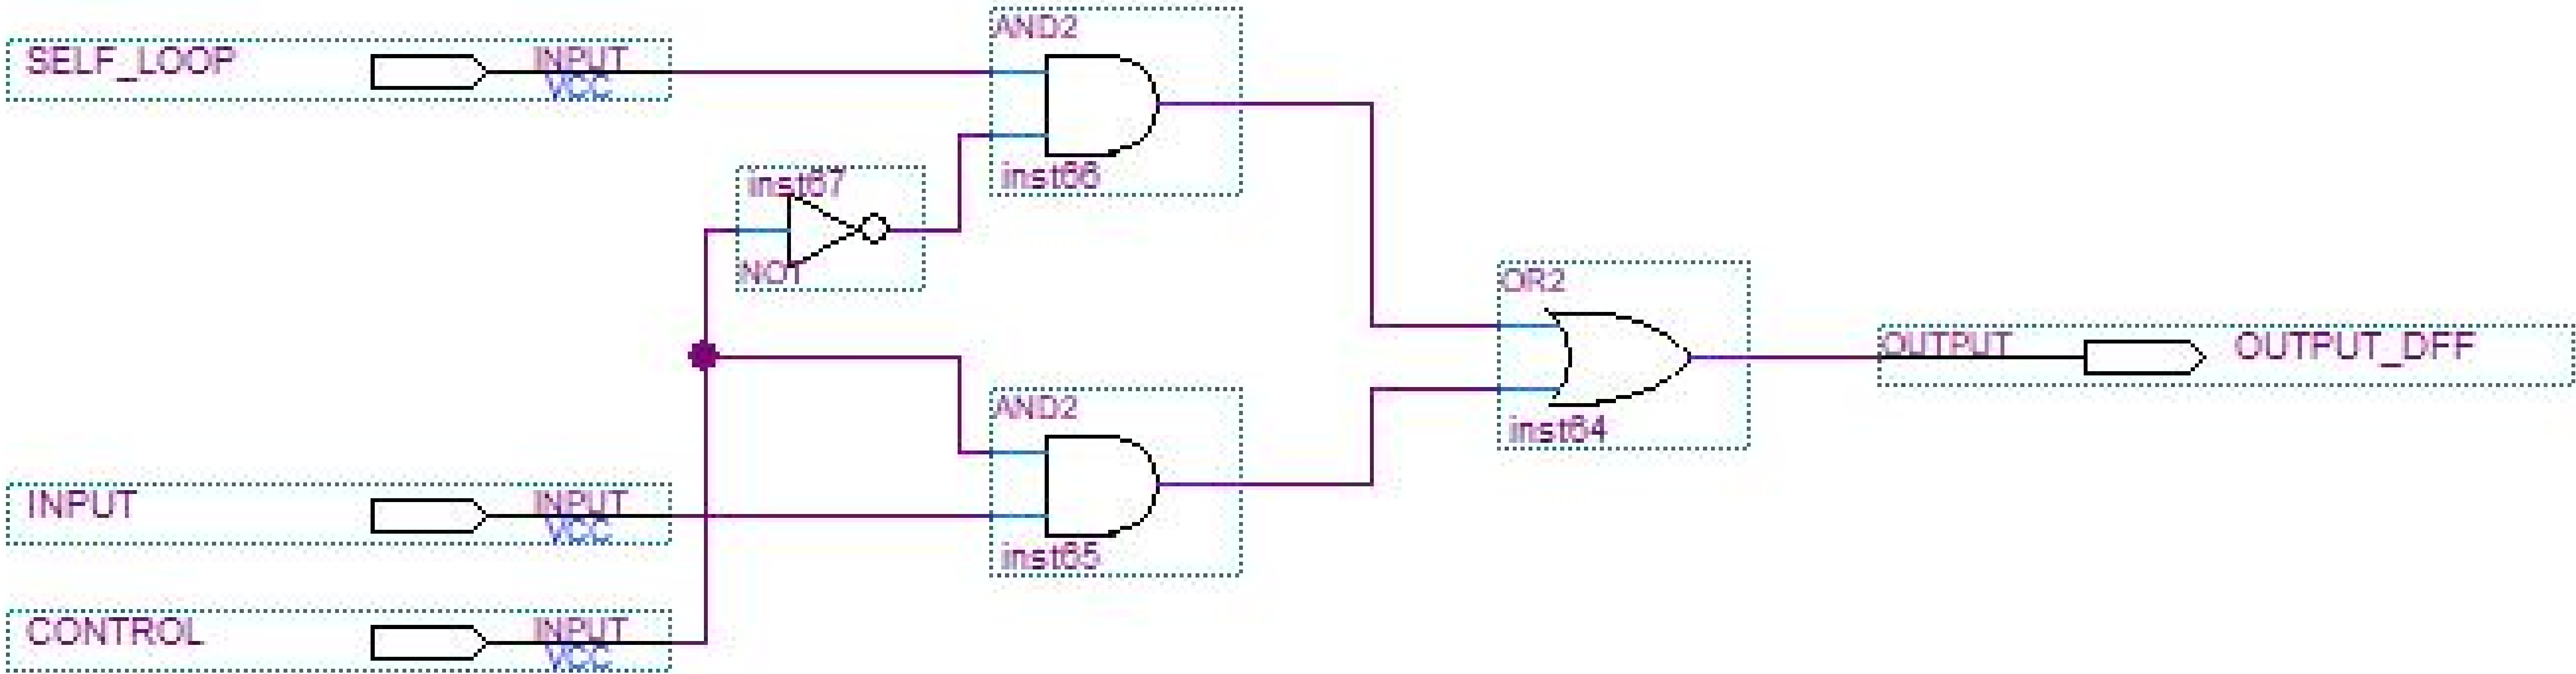 AND2
SELF_LOOP INPUT
VCC
inst66
inst67
NOT
OR2
OUTPUT OUTPUT_DFF
AND2
inst64
INPUT INPUT
VCC
inst65
CONTROL INPUT
VCC